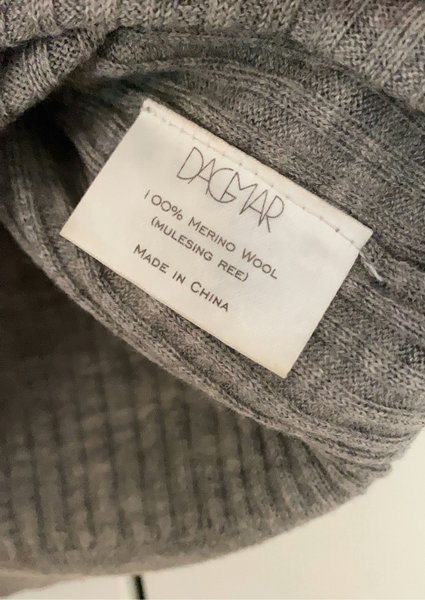 DAGMAR
100% MERINO WOOL
(MULESING REE)
MADE IN CHINA